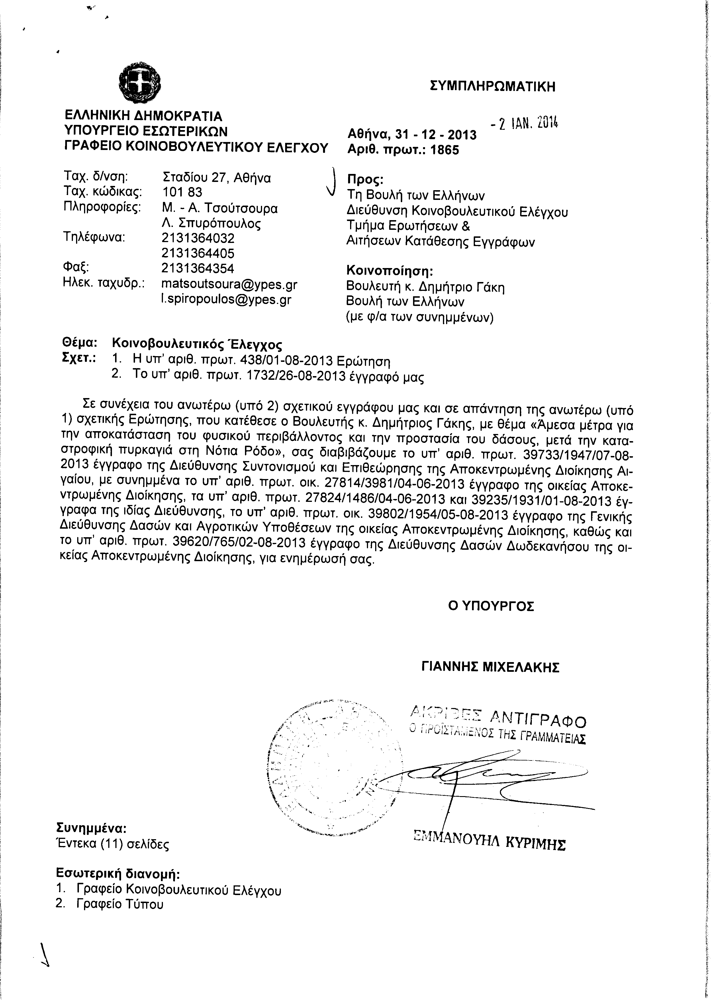 ΣΥΜΠΛΗΡΩΜΑΤΙΚΗ
ΕΛΛΗΝΙΚΗ ΔΗΜΟΚΡΑΤΙΑ
ΥΠΟΥΡΓΕΙΟ ΕΣΩΤΕΡΙΚΩΝ
ΓΡΑΦΕΙΟ ΚΟΙΝΟΒΟΥΛΕΥΤΙΚΟΥ ΕΛΕΓΧΟΥ
- 2 ΙΑΝ. 2014
Αθήνα, 31 - 12 - 2013
Αριθ. πρωτ.: 1865
Ταχ. δ/νση: Σταδίου 27, Αθήνα
Ταχ. κώδικας: 101 83
Πληροφορίες: Μ. - Α. Τσούτσουρα
Λ. Σπυρόπουλος
Τηλέφωνα: 2131364032
2131364405
Φαξ: 2131364354
Ηλεκ. ταχυδρ.: matsoutsoura@ypes.gr
l.spiropoulos@ypes.gr
Προς:
Τη Βουλή των Ελλήνων
Διεύθυνση Κοινοβουλευτικού Ελέγχου
Τμήμα Ερωτήσεων &
Αιτήσεων Κατάθεσης Εγγράφων
Κοινοποίηση:
Βουλευτή κ. Δημήτριο Γάκη
Βουλή των Ελλήνων
(με φ/α των συνημμένων)
Θέμα: Κοινοβουλευτικός Έλεγχος
Σχετ.: 1. Η υπ’ αριθ. πρωτ. 438/01-08-2013 Ερώτηση
2. Το υπ’ αριθ. πρωτ. 1732/26-08-2013 έγγραφό μας
Σε συνέχεια του ανωτέρω (υπό 2) σχετικού εγγράφου μας και σε απάντηση της ανωτέρω (υπό
1) σχετικής Ερώτησης, που κατέθεσε ο Βουλευτής κ. Δημήτριος Γάκης, με θέμα «Άμεσα μέτρα για
την αποκατάσταση του φυσικού περιβάλλοντος και την προστασία του δάσους, μετά την κατα-
στροφική πυρκαγιά στη Νότια Ρόδο», σας διαβιβάζουμε το υπ’ αριθ. πρωτ. 39733/1947/07-08-
2013 έγγραφο της Διεύθυνσης Συντονισμού και Επιθεώρησης της Αποκεντρωμένης Διοίκησης Αι-
γαίου, με συνημμένα το υπ’ αριθ. πρωτ. οικ. 27814/3981/04-06-2013 έγγραφο της οικείας Αποκε-
ντρωμένης Διοίκησης, τα υπ’ αριθ. πρωτ. 27824/1486/04-06-2013 και 39235/1931/01-08-2013 έγ-
γραφα της ιδίας Διεύθυνσης, το υπ’ αριθ. πρωτ. οικ. 39802/1954/05-08-2013 έγγραφο της Γενικής
Διεύθυνσης Δασών και Αγροτικών Υποθέσεων της οικείας Αποκεντρωμένης Διοίκησης, καθώς και
το υπ’ αριθ. πρωτ. 39620/765/02-08-2013 έγγραφο της Διεύθυνσης Δασών Δωδεκανήσου της οι-
κείας Αποκεντρωμένης Διοίκησης, για ενημέρωσή σας.
Ο ΥΠΟΥΡΓΟΣ
ΓΙΑΝΝΗΣ ΜΙΧΕΛΑΚΗΣ
ΑΚΡΙΒΕΣ ΑΝΤΙΓΡΑΦΟ
Ο ΠΡΟΪΣΤΑΜΕΝΟΣ ΤΗΣ ΓΡΑΜΜΑΤΕΙΑΣ
ΕΜΜΑΝΟΥΗΛ ΚΥΡΙΜΗΣ
Συνημμένα:
Έντεκα (11) σελίδες
Εσωτερική διανομή:
1. Γραφείο Κοινοβουλευτικού Ελέγχου
2. Γραφείο Τύπου